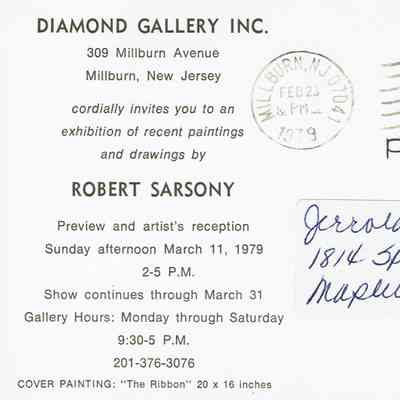 DIAMOND GALLERY INC.
309 Millburn Avenue
Millburn, New Jersey
cordially invites you to an
exhibition of recent paintings
and drawings by
ROBERT SARSONY
Preview and artist's reception
Sunday afternoon March 11, 1979
2-5 P.M.
Show continues through March 31
Gallery Hours: Monday through Saturday
9:30-5 P.M.
201-376-3076
COVER PAINTING: "The Ribbon" 20 x 16 inches
MILLBURN, NJ 07041
FEB 23
PM
1979
1814